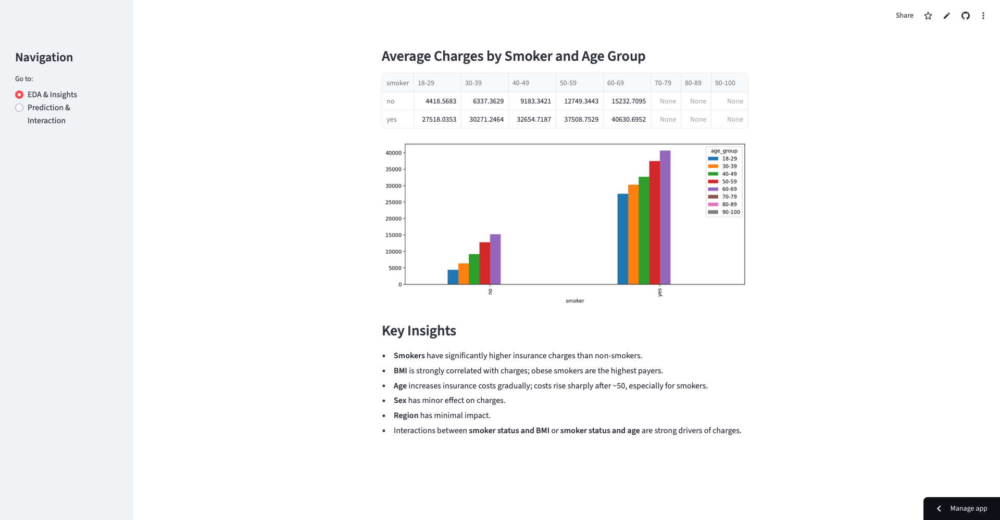 Share
Navigation
Go to:
EDA & Insights
Prediction &
Interaction
Average Charges by Smoker and Age Group
smoker 18-29 30-39 40-49 50-59 60-69 70-79 80-89 90-100
no 4418.5683 6337.3629 9183.3421 12749.3443 15232.7095 None None None
yes 27518.0353 30271.2464 32654.7187 37508.7529 40630.6952 None None None
40000
35000
30000
25000
20000
15000
10000
5000
0
age_group
18-29
30-39
40-49
50-59
60-69
70-79
80-89
90-100
no
yes
smoker
Key Insights
• Smokers have significantly higher insurance charges than non-smokers.
• BMI is strongly correlated with charges; obese smokers are the highest payers.
• Age increases insurance costs gradually; costs rise sharply after ~50, especially for smokers.
• Sex has minor effect on charges.
• Region has minimal impact.
• Interactions between smoker status and BMI or smoker status and age are strong drivers of charges.
Manage app